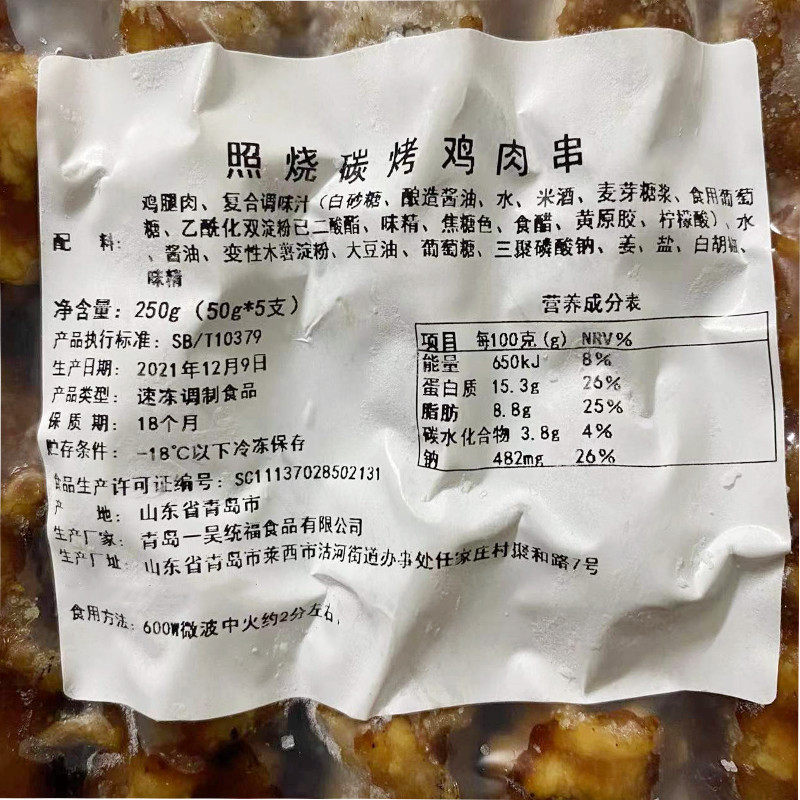 照烧碳烤鸡肉串
鸡腿肉、复合调味汁(白砂糖、酿造酱油、水、米酒、麦芽糖浆、食用葡萄
糖、乙酰化双淀粉己二酸酯、味精、焦糖色、食醋、黄原胶、柠檬酸)、水
配 料: 、酱油、变性木薯淀粉、大豆油、葡萄糖、三聚磷酸钠、姜、盐、白胡椒、
味精
净含量: 250g (50g*5支)
产品执行标准: SB/T10379
生产日期: 2021年12月9日
产品类型: 速冻调制食品
保质期: 18个月
贮存条件: -18℃以下冷冻保存
食品生产许可证编号: SC11137028502131
产 地: 山东省青岛市
生产厂家: 青岛一吴统福食品有限公司
生产厂址: 山东省青岛市莱西市沽河街道办事处任家庄村聚和路7号
食用方法: 600W微波中火约2分左右,
营养成分表
项目 每100克(g) NRV%
能量 650kJ 8%
蛋白质 15.3g 26%
脂肪 8.8g 25%
碳水化合物 3.8g 4%
钠 482mg 26%